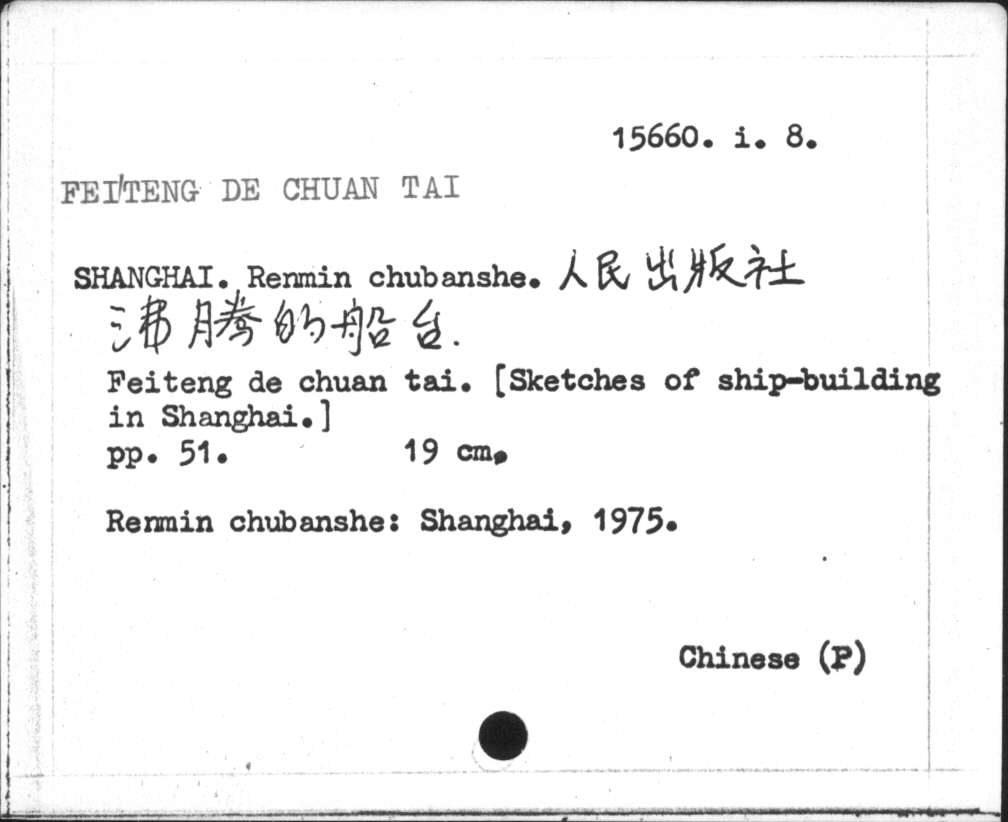 15660. i. 8.
FEI'TENG DE CHUAN TAI
SHANGHAI. Renmin chubanshe. 人民出版社
沸腾的船台.
Feiteng de chuan tai. [Sketches of ship-building
in Shanghai.]
pp. 51. 19 cm.
Renmin chubanshe: Shanghai, 1975.
Chinese (P)